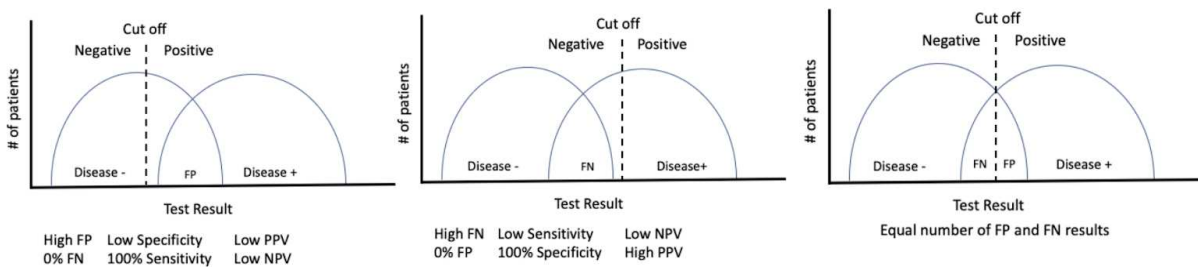 Cut off
Negative
Positive
# of patients
Disease -
FP
Disease +
Test Result
High FP Low Specificity Low PPV
0% FN 100% Sensitivity Low NPV
Cut off
Negative
Positive
# of patients
Disease -
FN
Disease+
Test Result
High FN Low Sensitivity Low NPV
0% FP 100% Specificity High PPV
Cut off
Negative
Positive
# of patients
Disease -
FN
FP
Disease +
Test Result
Equal number of FP and FN results